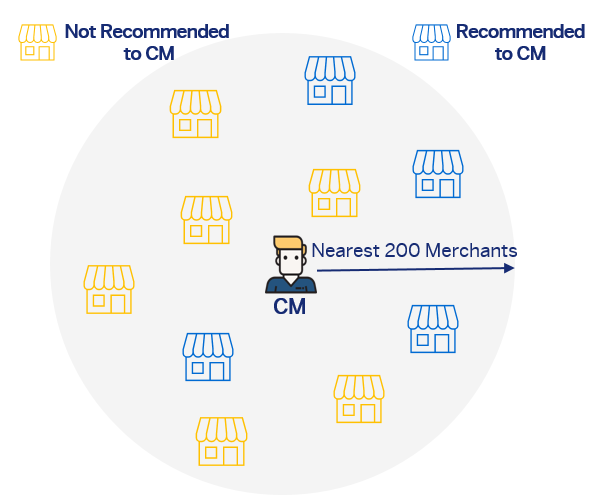 Not Recommended
to CM
Recommended
to CM
Nearest 200 Merchants
CM